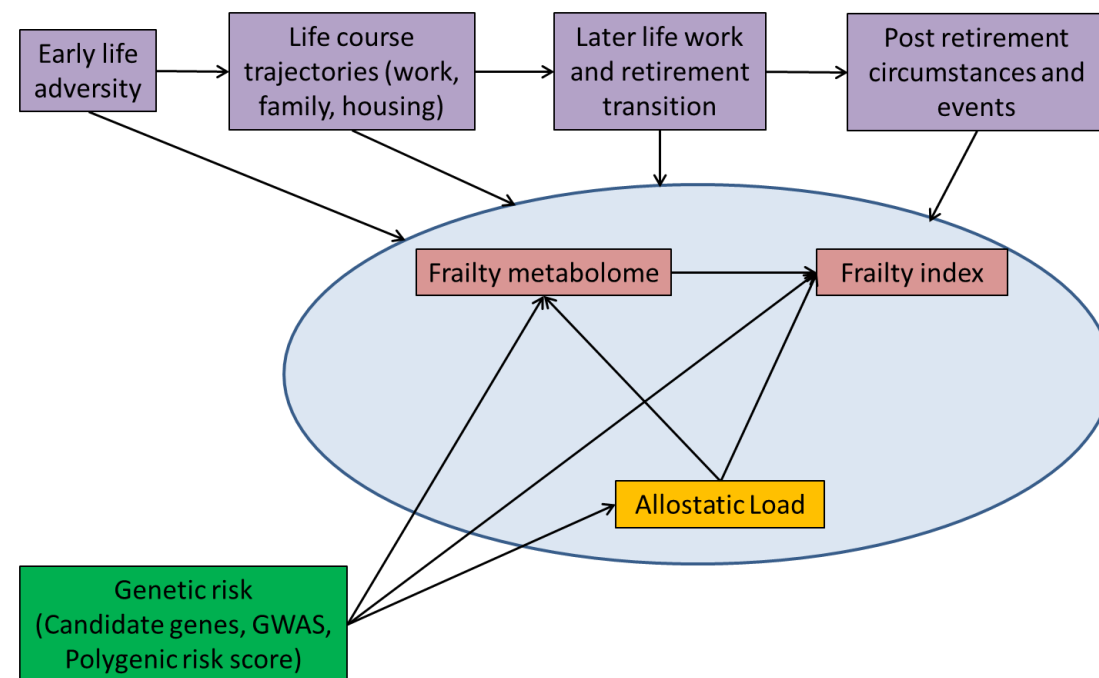 Early life
adversity
Life course
trajectories (work,
family, housing)
Later life work
and retirement
transition
Post retirement
circumstances and
events
Frailty metabolome
Frailty index
Allostatic Load
Genetic risk
(Candidate genes, GWAS,
Polygenic risk score)